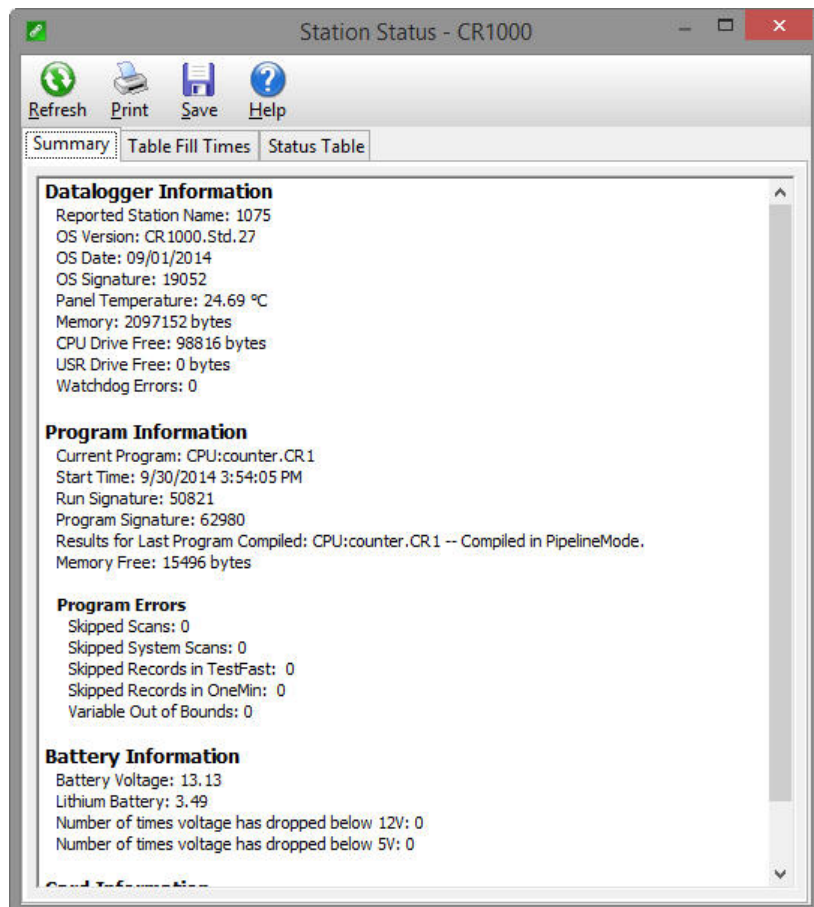 Station Status - CR1000
Refresh Print Save Help
Summary Table Fill Times Status Table
Datalogger Information
Reported Station Name: 1075
OS Version: CR1000.Std.27
OS Date: 09/01/2014
OS Signature: 19052
Panel Temperature: 24.69 °C
Memory: 2097152 bytes
CPU Drive Free: 98816 bytes
USR Drive Free: 0 bytes
Watchdog Errors: 0
Program Information
Current Program: CPU:counter.CR1
Start Time: 9/30/2014 3:54:05 PM
Run Signature: 50821
Program Signature: 62980
Results for Last Program Compiled: CPU:counter.CR1 -- Compiled in PipelineMode.
Memory Free: 15496 bytes
Program Errors
Skipped Scans: 0
Skipped System Scans: 0
Skipped Records in TestFast: 0
Skipped Records in OneMin: 0
Variable Out of Bounds: 0
Battery Information
Battery Voltage: 13.13
Lithium Battery: 3.49
Number of times voltage has dropped below 12V: 0
Number of times voltage has dropped below 5V: 0
Card Information